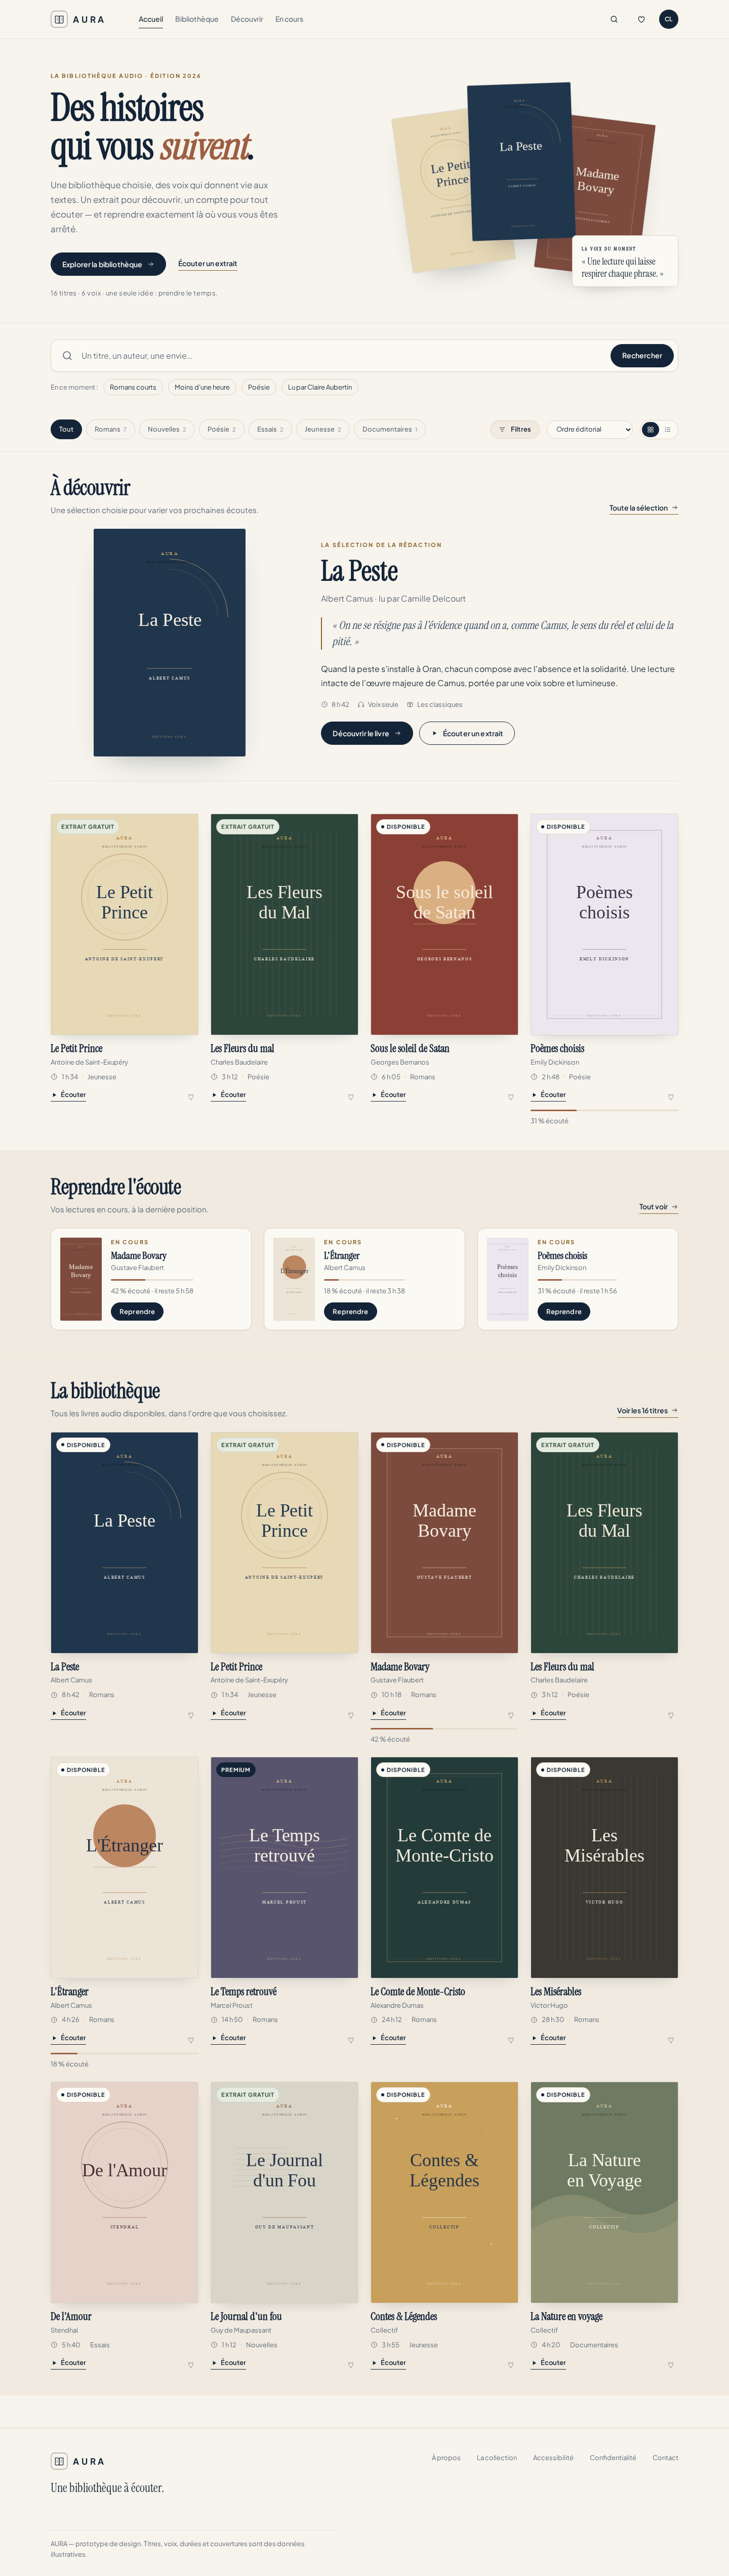 AURA
Accueil Bibliothèque Découvrir En cours
CL
LA BIBLIOTHÈQUE AUDIO · ÉDITION 2026
Des histoires
qui vous suivent.
Une bibliothèque choisie, des voix qui donnent vie aux
textes. Un extrait pour découvrir, un compte pour tout
écouter — et reprendre exactement là où vous vous êtes
arrêté.
Explorer la bibliothèque →
Écouter un extrait
16 titres · 6 voix · une seule idée : prendre le temps.
Le Petit
Prince
La Peste
ALBERT CAMUS
Madame
Bovary
LA VOIX DU MOMENT
« Une lecture qui laisse
respirer chaque phrase. »
Un titre, un auteur, une envie…
Rechercher
En ce moment : Romans courts Moins d'une heure Poésie Lu par Claire Aubertin
Tout Romans 7 Nouvelles 2 Poésie 2 Essais 2 Jeunesse 2 Documentaires 1
Filtres Ordre éditorial
À découvrir
Une sélection choisie pour varier vos prochaines écoutes.
Toute la sélection →
AURA
La Peste
ALBERT CAMUS
ÉDITIONS AURA
LA SÉLECTION DE LA RÉDACTION
La Peste
Albert Camus · lu par Camille Delcourt
« On ne se résigne pas à l'évidence quand on a, comme Camus, le sens du réel et celui de la
pitié. »
Quand la peste s'installe à Oran, chacun compose avec l'absence et la solidarité. Une lecture
intacte de l'œuvre majeure de Camus, portée par une voix sobre et lumineuse.
8 h 42 Voix seule Les classiques
Découvrir le livre →
Écouter un extrait
EXTRAIT GRATUIT
AURA
Le Petit
Prince
ANTOINE DE SAINT-EXUPÉRY
Le Petit Prince
Antoine de Saint-Exupéry
1 h 34 · Jeunesse
Écouter
EXTRAIT GRATUIT
AURA
Les Fleurs
du Mal
CHARLES BAUDELAIRE
Les Fleurs du mal
Charles Baudelaire
3 h 12 · Poésie
Écouter
DISPONIBLE
AURA
Sous le soleil
de Satan
GEORGES BERNANOS
Sous le soleil de Satan
Georges Bernanos
6 h 05 · Romans
Écouter
DISPONIBLE
AURA
Poèmes
choisis
EMILY DICKINSON
Poèmes choisis
Emily Dickinson
2 h 48 · Poésie
Écouter
31 % écouté
Reprendre l'écoute
Vos lectures en cours, à la dernière position.
Tout voir →
Madame
Bovary
EN COURS
Madame Bovary
Gustave Flaubert
42 % écouté · il reste 5 h 58
Reprendre
L'Étranger
EN COURS
L'Étranger
Albert Camus
18 % écouté · il reste 3 h 38
Reprendre
Poèmes
choisis
EN COURS
Poèmes choisis
Emily Dickinson
31 % écouté · il reste 1 h 56
Reprendre
La bibliothèque
Tous les livres audio disponibles, dans l'ordre que vous choisissez.
Voir les 16 titres →
DISPONIBLE
AURA
La Peste
ALBERT CAMUS
La Peste
Albert Camus
8 h 42 · Romans
Écouter
EXTRAIT GRATUIT
AURA
Le Petit
Prince
ANTOINE DE SAINT-EXUPÉRY
Le Petit Prince
Antoine de Saint-Exupéry
1 h 34 · Jeunesse
Écouter
DISPONIBLE
AURA
Madame
Bovary
GUSTAVE FLAUBERT
Madame Bovary
Gustave Flaubert
10 h 18 · Romans
Écouter
42 % écouté
EXTRAIT GRATUIT
AURA
Les Fleurs
du Mal
CHARLES BAUDELAIRE
Les Fleurs du mal
Charles Baudelaire
3 h 12 · Poésie
Écouter
DISPONIBLE
AURA
L'Étranger
ALBERT CAMUS
L'Étranger
Albert Camus
4 h 26 · Romans
Écouter
18 % écouté
PREMIUM
AURA
Le Temps
retrouvé
MARCEL PROUST
Le Temps retrouvé
Marcel Proust
14 h 50 · Romans
Écouter
DISPONIBLE
AURA
Le Comte de
Monte-Cristo
ALEXANDRE DUMAS
Le Comte de Monte-Cristo
Alexandre Dumas
24 h 12 · Romans
Écouter
DISPONIBLE
AURA
Les
Misérables
VICTOR HUGO
Les Misérables
Victor Hugo
28 h 30 · Romans
Écouter
DISPONIBLE
AURA
De l'Amour
STENDHAL
De l'Amour
Stendhal
5 h 40 · Essais
Écouter
EXTRAIT GRATUIT
AURA
Le Journal
d'un Fou
GUY DE MAUPASSANT
Le Journal d'un fou
Guy de Maupassant
1 h 12 · Nouvelles
Écouter
DISPONIBLE
AURA
Contes &
Légendes
COLLECTIF
Contes & Légendes
Collectif
3 h 55 · Jeunesse
Écouter
DISPONIBLE
AURA
La Nature
en Voyage
COLLECTIF
La Nature en voyage
Collectif
4 h 20 · Documentaires
Écouter
AURA
Une bibliothèque à écouter.
À propos La collection Accessibilité Confidentialité Contact
AURA — prototype de design. Titres, voix, durées et couvertures sont des données
illustratives.